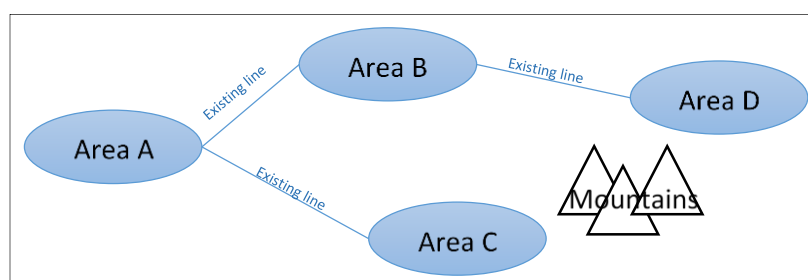 Area A
Existing line
Area B
Existing line
Area D
Existing line
Area C
Mountains